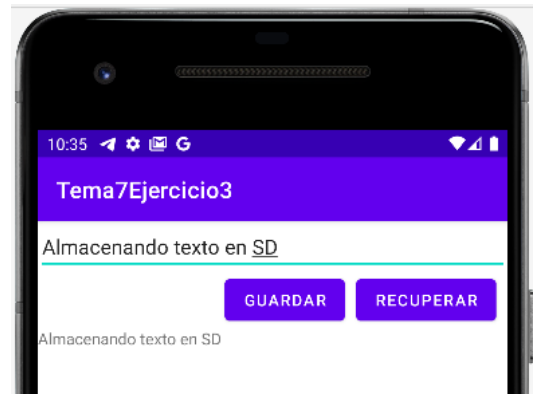 10:35 G
Tema7Ejercicio3
Almacenando texto en SD
GUARDAR RECUPERAR
Almacenando texto en SD